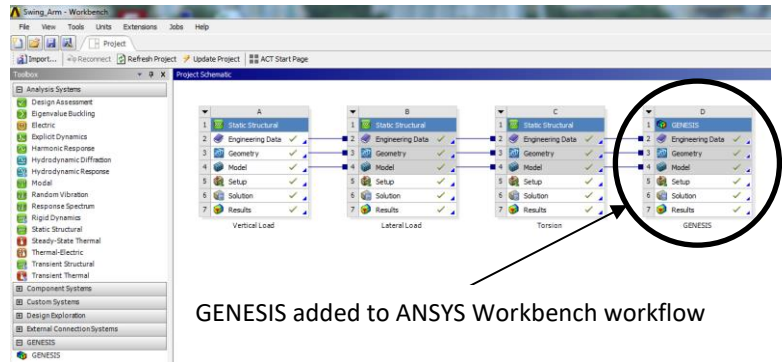 Swing_Arm - Workbench
File View Tools Units Extensions Jobs Help
Project
Import... Reconnect Refresh Project Update Project ACT Start Page
Toolbox
Project Schematic
Analysis Systems
Design Assessment
Eigenvalue Buckling
Electric
Explicit Dynamics
Harmonic Response
Hydrodynamic Diffraction
Hydrodynamic Response
Modal
Random Vibration
Response Spectrum
Rigid Dynamics
Static Structural
Steady-State Thermal
Thermal-Electric
Transient Structural
Transient Thermal
Component Systems
Custom Systems
Design Exploration
External Connection Systems
GENESIS
GENESIS
A
1 Static Structural
2 Engineering Data
3 Geometry
4 Model
5 Setup
6 Solution
7 Results
Vertical Load
B
1 Static Structural
2 Engineering Data
3 Geometry
4 Model
5 Setup
6 Solution
7 Results
Lateral Load
C
1 Static Structural
2 Engineering Data
3 Geometry
4 Model
5 Setup
6 Solution
7 Results
Torsion
D
1 GENESIS
2 Engineering Data
3 Geometry
4 Model
5 Setup
6 Solution
7 Results
GENESIS
GENESIS added to ANSYS Workbench workflow